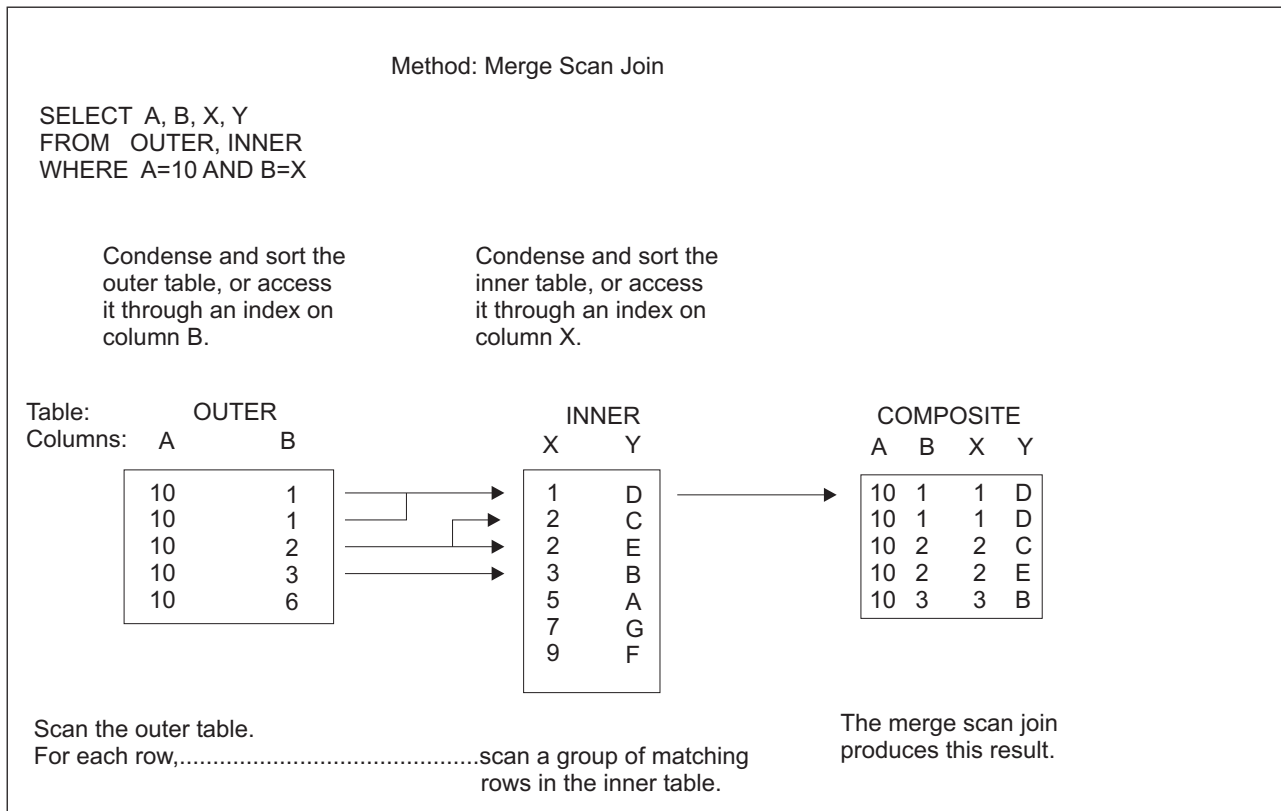 Method: Merge Scan Join
SELECT A, B, X, Y
FROM OUTER, INNER
WHERE A=10 AND B=X
Condense and sort the
outer table, or access
it through an index on
column B.
Condense and sort the
inner table, or access
it through an index on
column X.
Table: OUTER
Columns: A B
10 1
10 1
10 2
10 3
10 6
INNER
X Y
1 D
2 C
2 E
3 B
5 A
7 G
9 F
COMPOSITE
A B X Y
10 1 1 D
10 1 1 D
10 2 2 C
10 2 2 E
10 3 3 B
Scan the outer table.
For each row,.............................................scan a group of matching
rows in the inner table.
The merge scan join
produces this result.